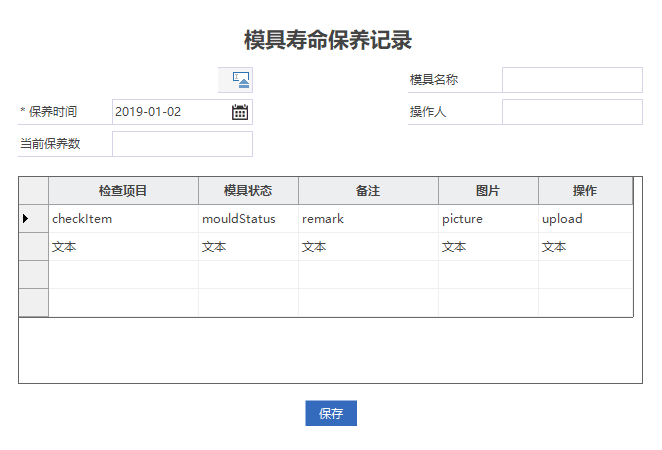 模具寿命保养记录
模具名称
* 保养时间 2019-01-02 操作人
当前保养数
检查项目 模具状态 备注 图片 操作
checkItem mouldStatus remark picture upload
文本 文本 文本 文本 文本
保存